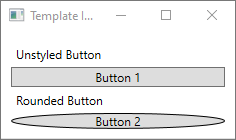 Template I...
Unstyled Button
Button 1
Rounded Button
Button 2